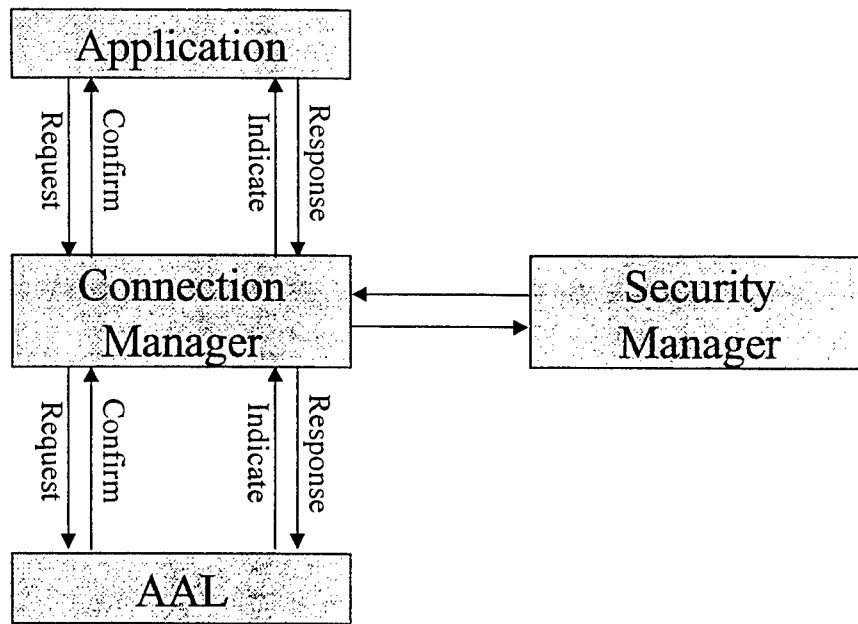 Application
Request
Confirm
Indicate
Response
Connection
Manager
Security
Manager
Request
Confirm
Indicate
Response
AAL